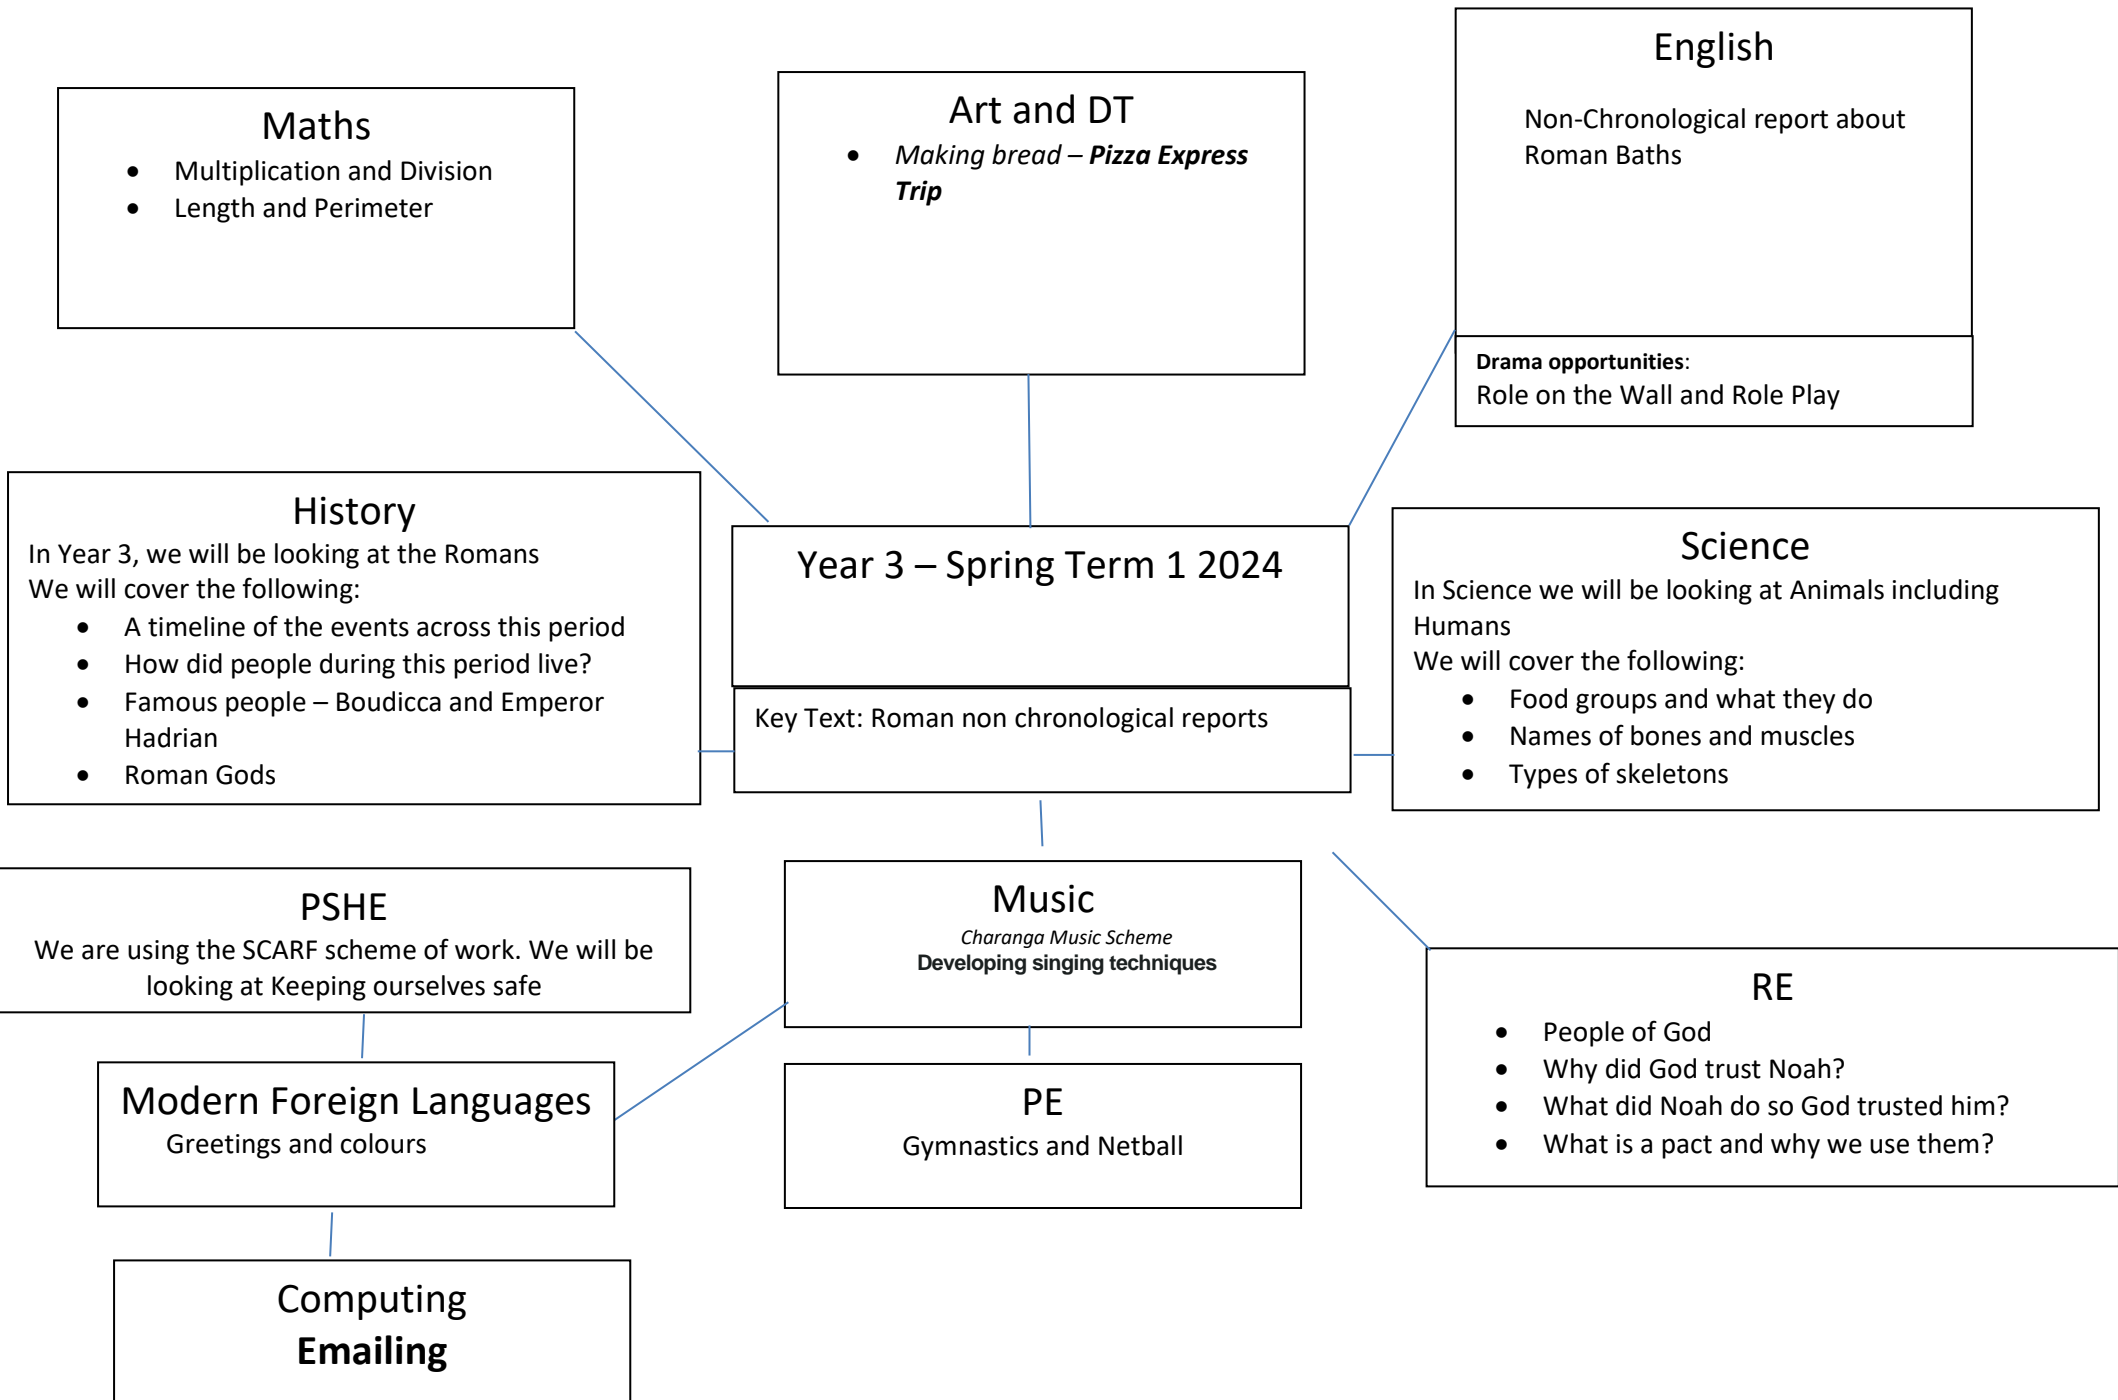 Maths
• Multiplication and Division
• Length and Perimeter
Art and DT
• Making bread – Pizza Express
Trip
English
Non-Chronological report about
Roman Baths
Drama opportunities:
Role on the Wall and Role Play
History
In Year 3, we will be looking at the Romans
We will cover the following:
• A timeline of the events across this period
• How did people during this period live?
• Famous people – Boudicca and Emperor
Hadrian
• Roman Gods
Year 3 – Spring Term 1 2024
Key Text: Roman non chronological reports
Science
In Science we will be looking at Animals including
Humans
We will cover the following:
• Food groups and what they do
• Names of bones and muscles
• Types of skeletons
PSHE
We are using the SCARF scheme of work. We will be
looking at Keeping ourselves safe
Music
Charanga Music Scheme
Developing singing techniques
RE
• People of God
• Why did God trust Noah?
• What did Noah do so God trusted him?
• What is a pact and why we use them?
Modern Foreign Languages
Greetings and colours
PE
Gymnastics and Netball
Computing
Emailing